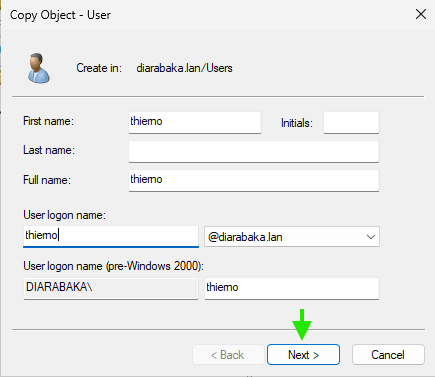 Copy Object - User
Create in: diarabaka.lan/Users
First name: thierno Initials:
Last name:
Full name: thierno
User logon name:
thierno @diarabaka.lan
User logon name (pre-Windows 2000):
DIARABAKA\ thierno
< Back Next > Cancel